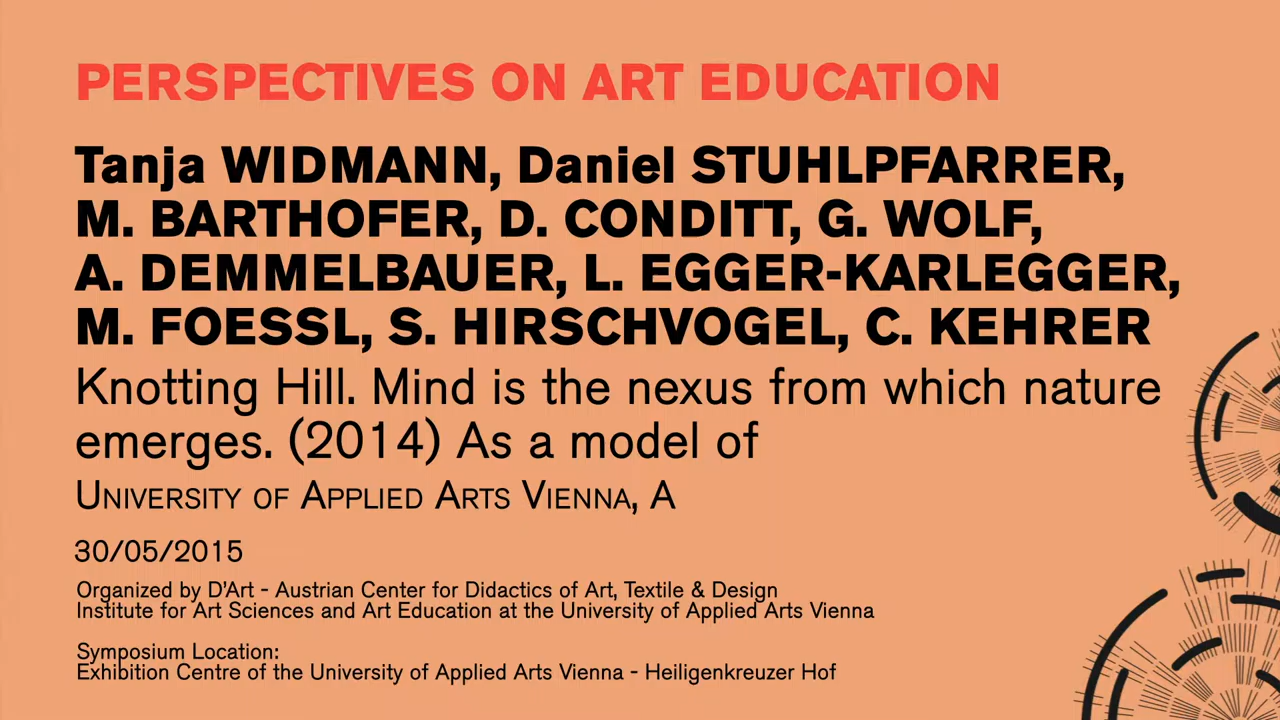 PERSPECTIVES ON ART EDUCATION
Tanja WIDMANN, Daniel STUHLPFARRER,
M. BARTHOFER, D. CONDITT, G. WOLF,
A. DEMMELBAUER, L. EGGER-KARLEGGER,
M. FOESSL, S. HIRSCHVOGEL, C. KEHRER
Knotting Hill. Mind is the nexus from which nature
emerges. (2014) As a model of
UNIVERSITY OF APPLIED ARTS VIENNA, A
30/05/2015
Organized by D'Art - Austrian Center for Didactics of Art, Textile & Design
Institute for Art Sciences and Art Education at the University of Applied Arts Vienna
Symposium Location:
Exhibition Centre of the University of Applied Arts Vienna - Heiligenkreuzer Hof